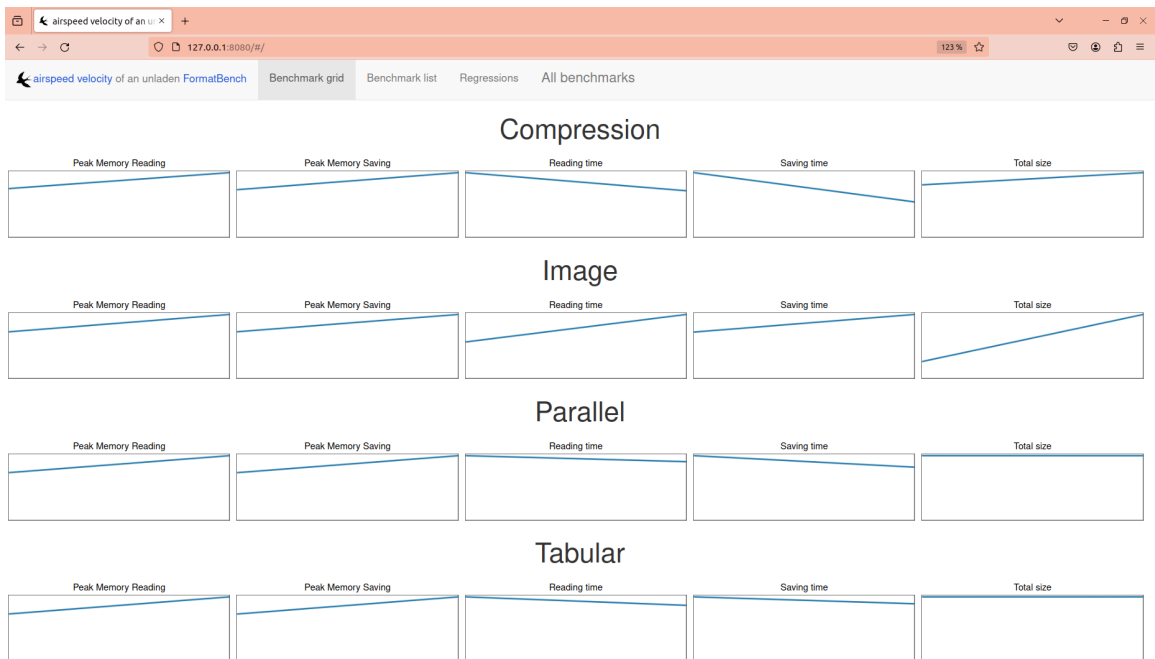 airspeed velocity of an un
127.0.0.1:8080/#/
123 %
airspeed velocity of an unladen FormatBench Benchmark grid Benchmark list Regressions All benchmarks
Compression
Peak Memory Reading Peak Memory Saving Reading time Saving time Total size
Image
Peak Memory Reading Peak Memory Saving Reading time Saving time Total size
Parallel
Peak Memory Reading Peak Memory Saving Reading time Saving time Total size
Tabular
Peak Memory Reading Peak Memory Saving Reading time Saving time Total size